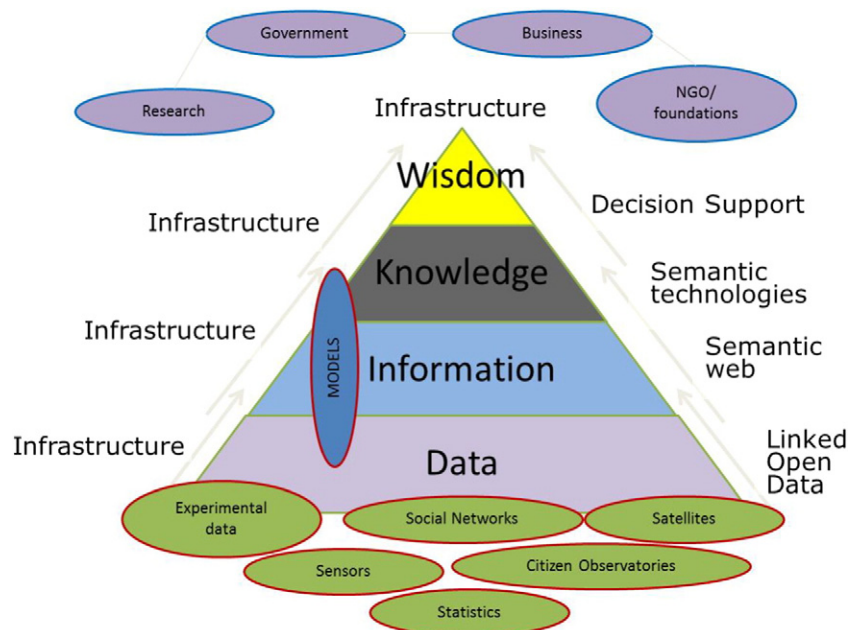 Government
Business
Research
NGO/
foundations
Infrastructure
Wisdom
Decision Support
Infrastructure
Knowledge
Semantic
technologies
Infrastructure
MODELS
Information
Semantic
web
Infrastructure
Data
Linked
Open
Data
Experimental
data
Social Networks
Satellites
Sensors
Citizen Observatories
Statistics